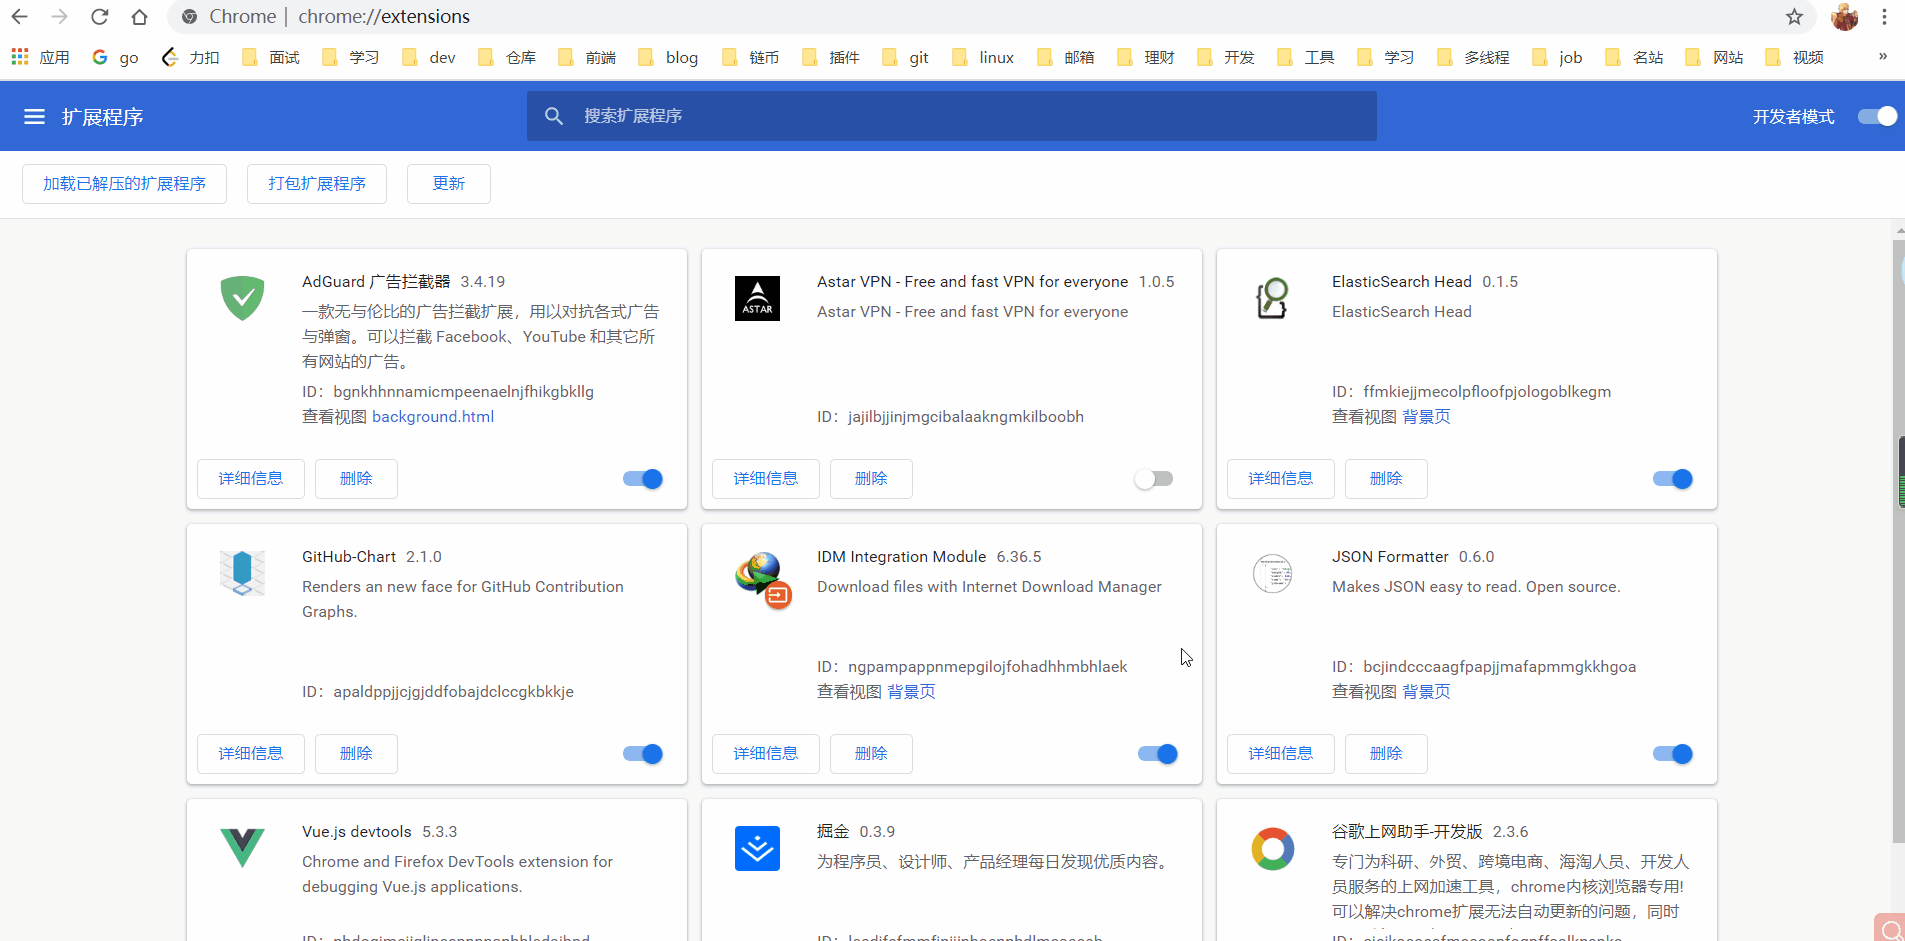 Chrome | chrome://extensions
应用 go 力扣 面试 学习 dev 仓库 前端 blog 链币 插件 git linux 邮箱 理财 开发 工具 学习 多线程 job 名站 网站 视频 »
扩展程序 搜索扩展程序 开发者模式
加载已解压的扩展程序 打包扩展程序 更新
AdGuard 广告拦截器 3.4.19
一款无与伦比的广告拦截扩展，用以对抗各式广告
与弹窗。可以拦截 Facebook、YouTube 和其它所
有网站的广告。
ID：bgnkhhnnamicmpeenaelnjfhikgbkllg
查看视图 background.html
详细信息 删除
Astar VPN - Free and fast VPN for everyone 1.0.5
ASTAR
Astar VPN - Free and fast VPN for everyone
ID：jajilbjjinjmgcibalaakngmkilboobh
详细信息 删除
ElasticSearch Head 0.1.5
ElasticSearch Head
ID：ffmkiejjmecolpfloofpjologoblkegm
查看视图 背景页
详细信息 删除
GitHub-Chart 2.1.0
Renders an new face for GitHub Contribution
Graphs.
ID：apaldppjjcjgjddfobajdclccgkbkkje
详细信息 删除
IDM Integration Module 6.36.5
Download files with Internet Download Manager
ID：ngpampappnmepgilojfohadhhmbhlaek
查看视图 背景页
详细信息 删除
JSON Formatter 0.6.0
Makes JSON easy to read. Open source.
ID：bcjindcccaagfpapjjmafapmmgkkhgoa
查看视图 背景页
详细信息 删除
Vue.js devtools 5.3.3
Chrome and Firefox DevTools extension for
debugging Vue.js applications.
掘金 0.3.9
为程序员、设计师、产品经理每日发现优质内容。
谷歌上网助手-开发版 2.3.6
专门为科研、外贸、跨境电商、海淘人员、开发人
员服务的上网加速工具，chrome内核浏览器专用!
可以解决chrome扩展无法自动更新的问题，同时